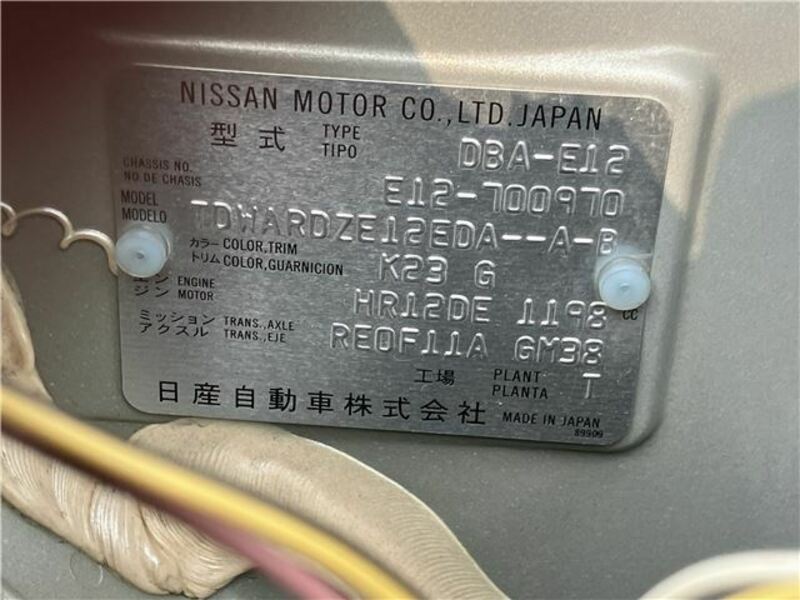 NISSAN MOTOR CO.,LTD.JAPAN
型式 TYPE TIPO DBA-E12
CHASSIS NO. NO DE CHASIS E12-700970
MODEL MODELO TDWARDZE12EDA--A-B
カラー COLOR,TRIM トリム COLOR,GUARNICION K23 G
エンジン ENGINE MOTOR HR12DE 1198 CC
ミッション TRANS.,AXLE アクスル TRANS.,EJE RE0F11A GM38
工場 PLANT PLANTA T
日産自動車株式会社 MADE IN JAPAN
89909